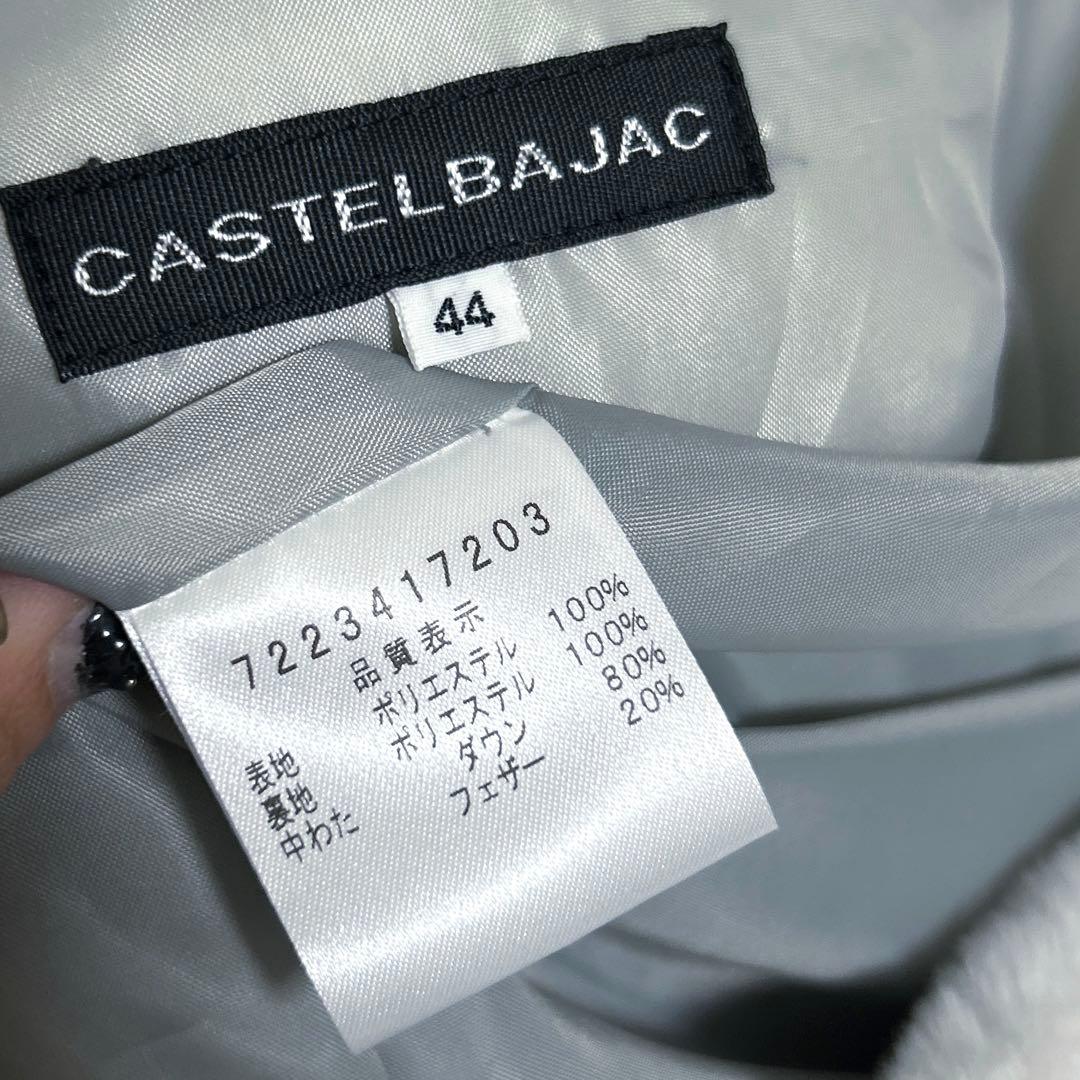 CASTELBAJAC
44
7223417203
品質表示
表地 ポリエステル 100%
裏地 ポリエステル 100%
中わた ダウン 80%
フェザー 20%